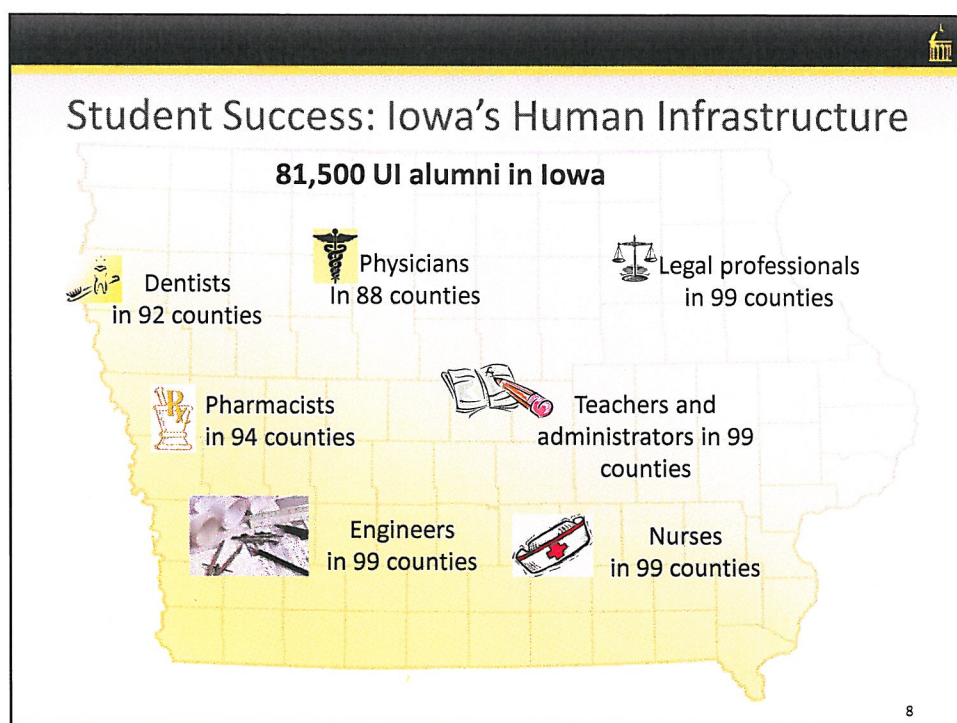 Student Success: Iowa's Human Infrastructure
81,500 UI alumni in Iowa
Physicians
In 88 counties
Legal professionals
in 99 counties
Dentists
in 92 counties
Pharmacists
in 94 counties
Teachers and
administrators in 99
counties
Engineers
in 99 counties
Nurses
in 99 counties
8